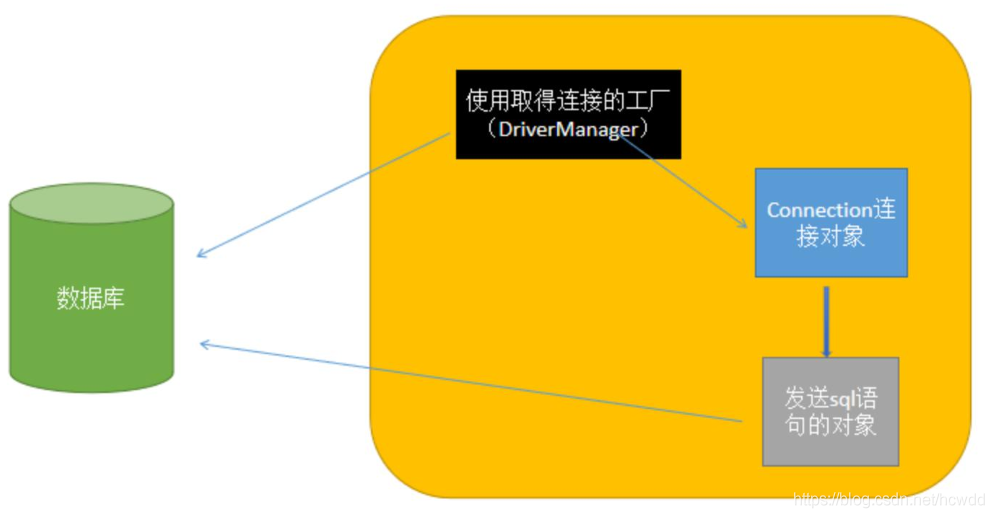 使用取得连接的工厂
（DriverManager）
Connection连
接对象
数据库
发送sql语
句的对象
https://blog.csdn.net/hcwdd